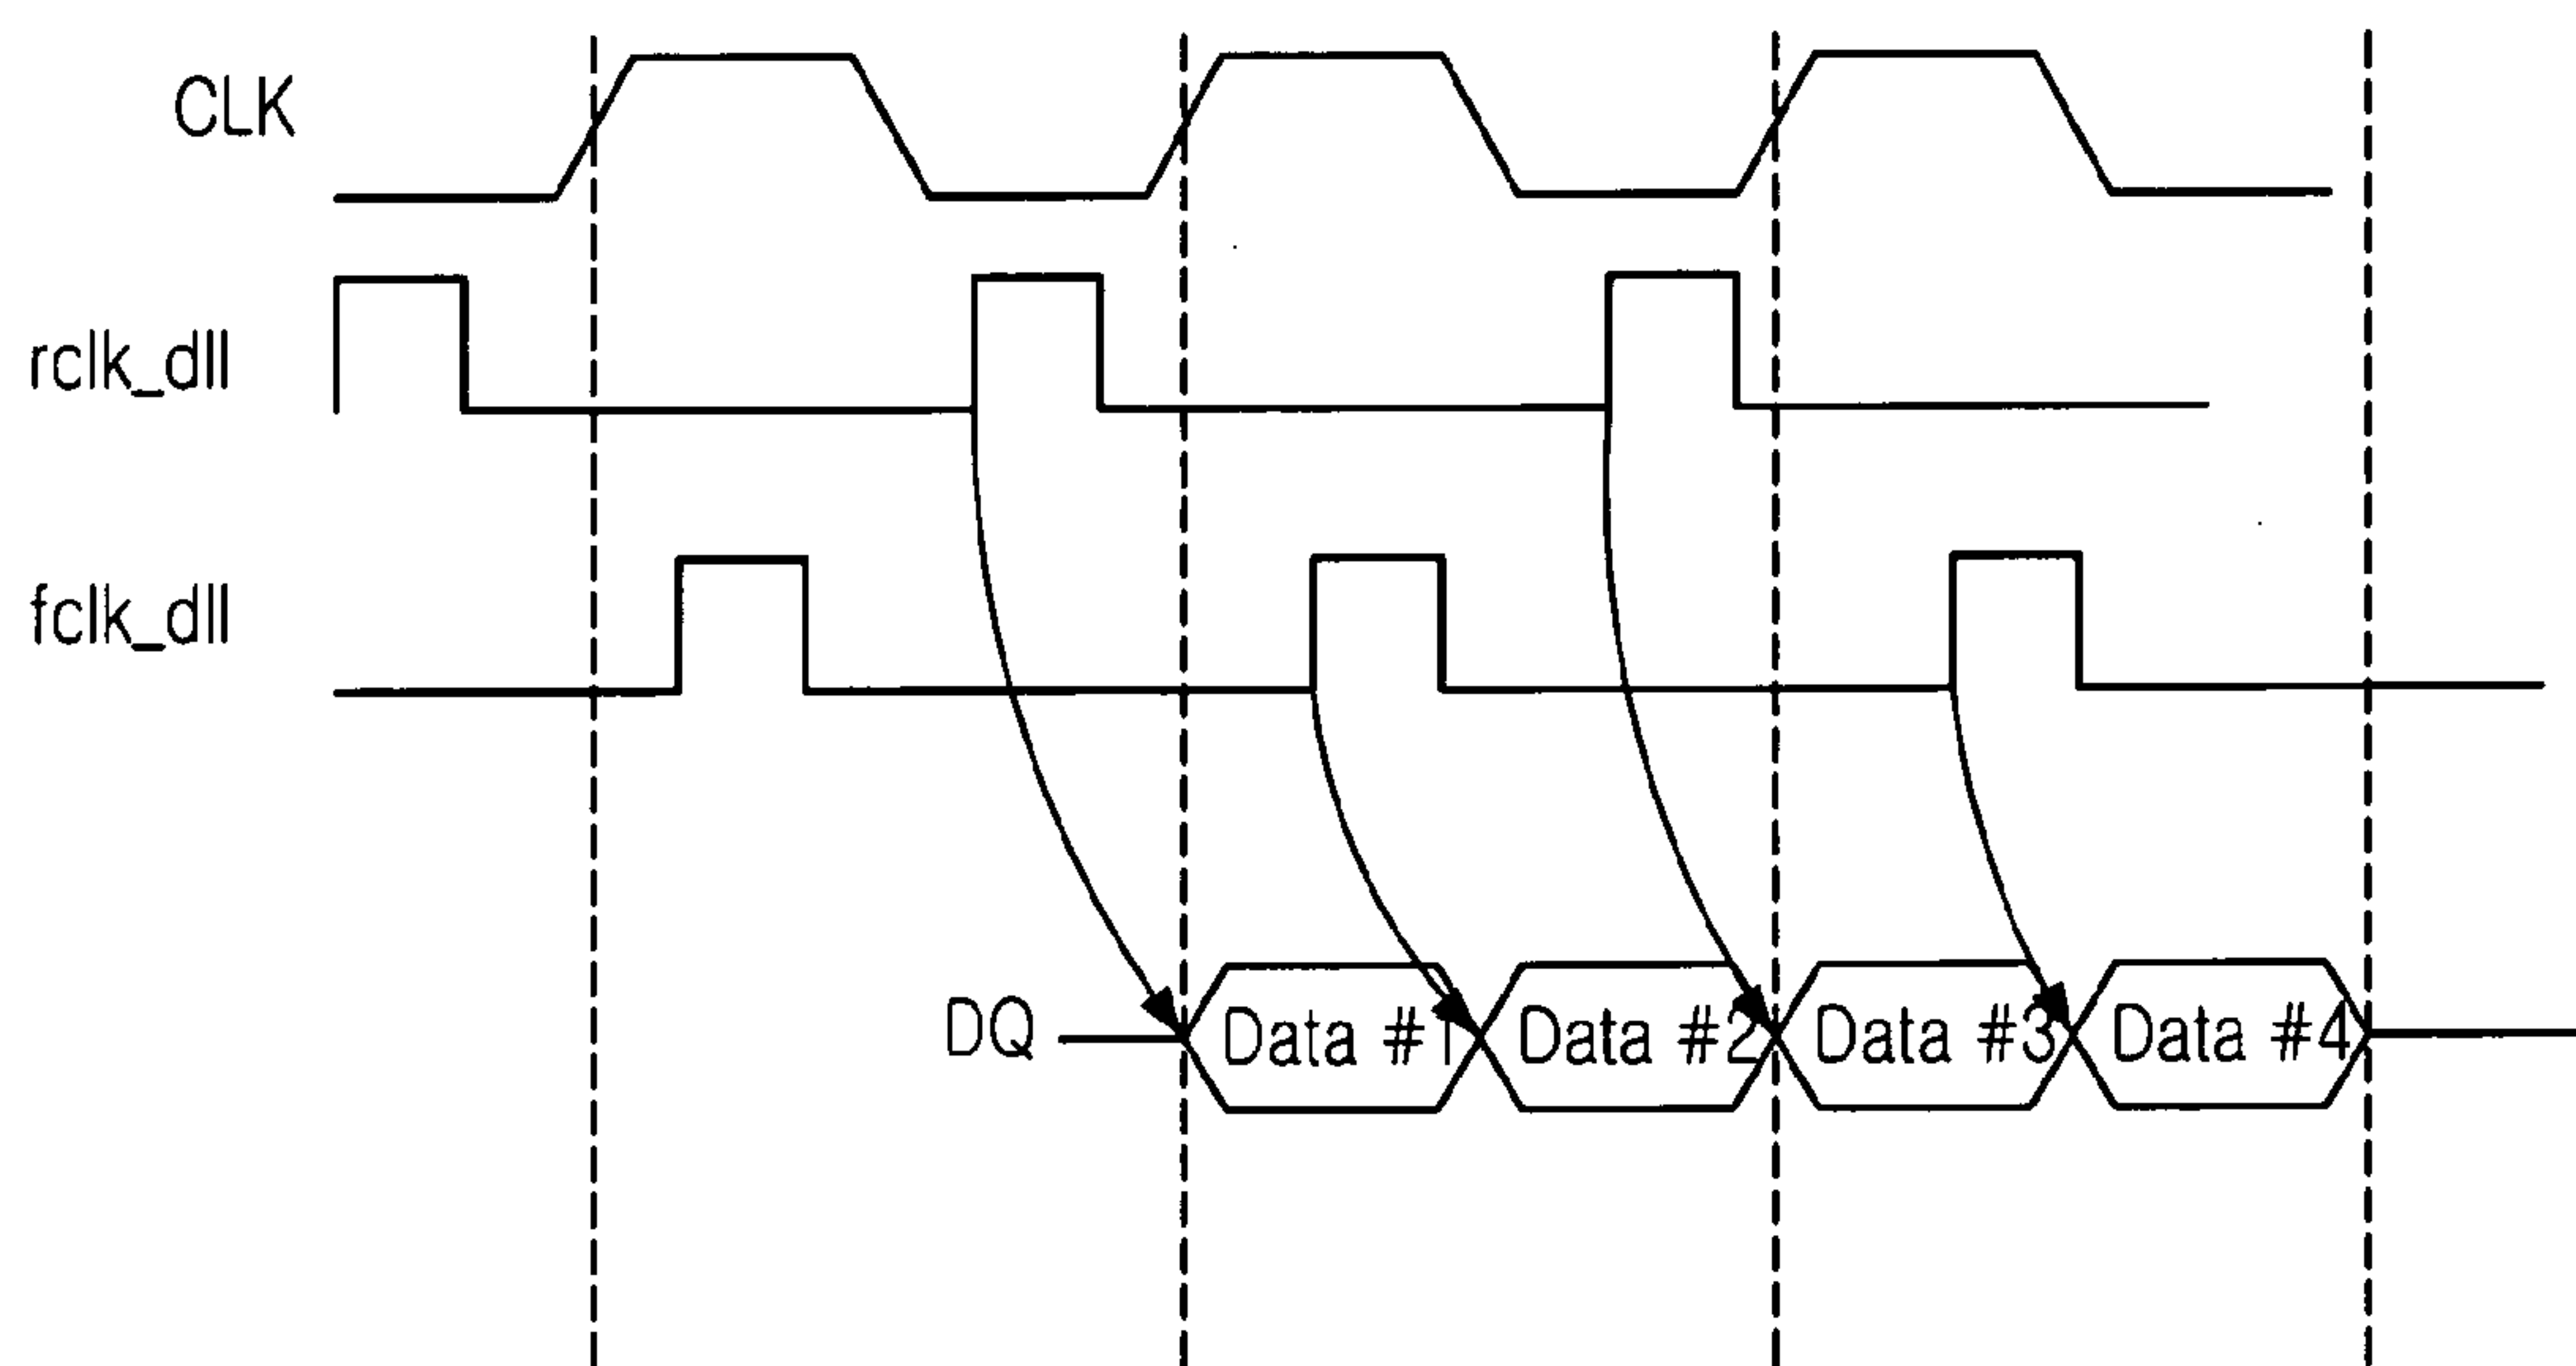 CLK
rclk_dll
fclk_dll
DQ Data #1 Data #2 Data #3 Data #4